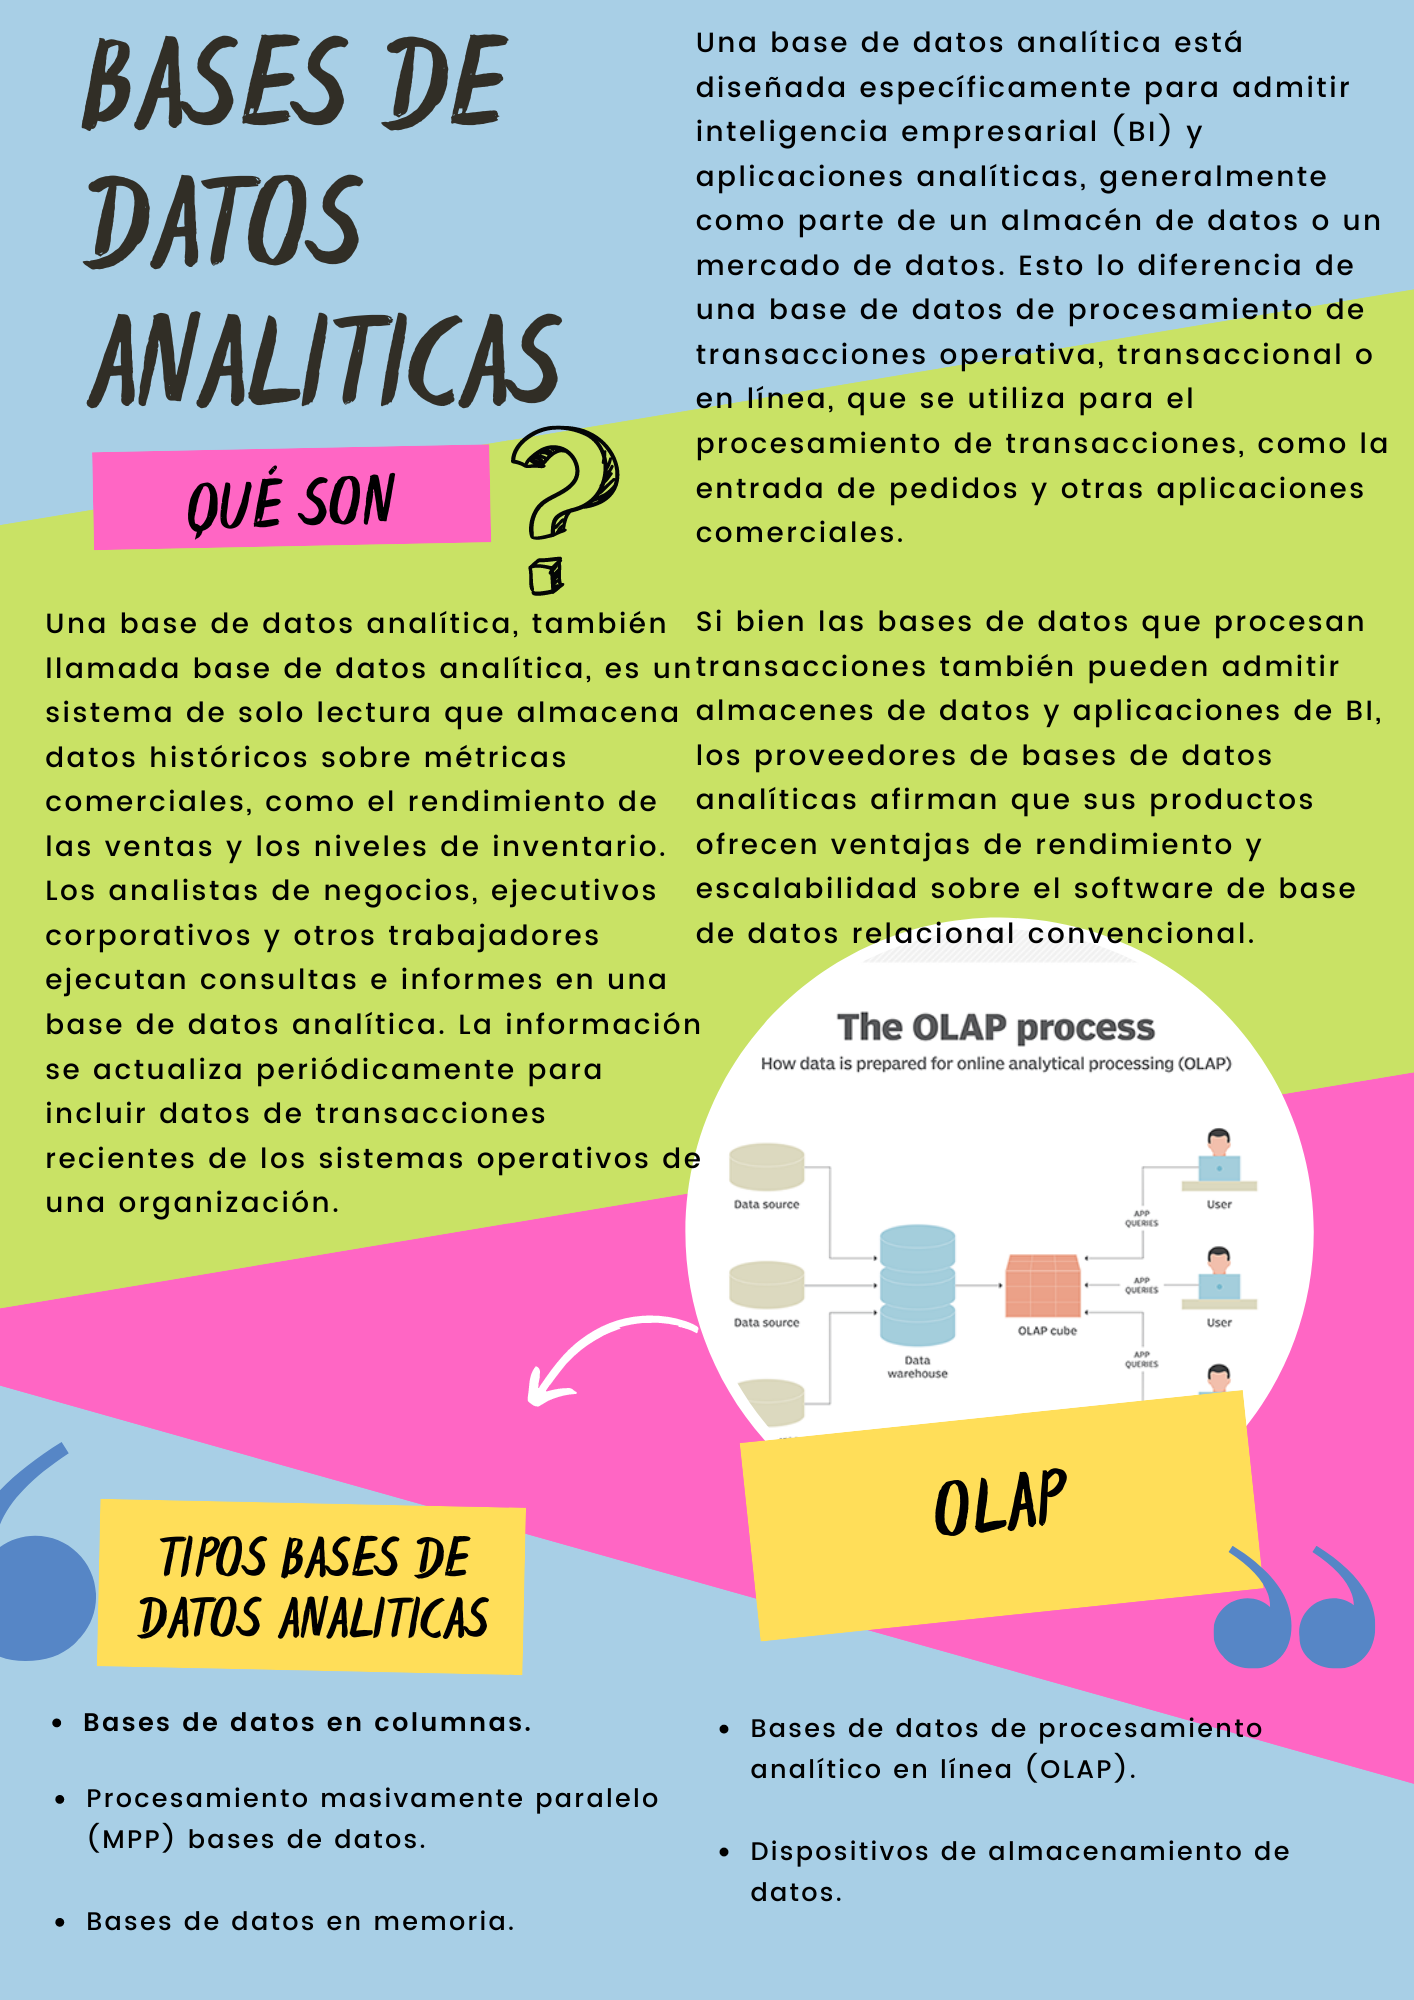 BASES DE
DATOS
ANALITICAS
QUÉ SON
Una base de datos analítica, también
llamada base de datos analítica, es un
sistema de solo lectura que almacena
datos históricos sobre métricas
comerciales, como el rendimiento de
las ventas y los niveles de inventario.
Los analistas de negocios, ejecutivos
corporativos y otros trabajadores
ejecutan consultas e informes en una
base de datos analítica. La información
se actualiza periódicamente para
incluir datos de transacciones
recientes de los sistemas operativos de
una organización.
Una base de datos analítica está
diseñada específicamente para admitir
inteligencia empresarial (BI) y
aplicaciones analíticas, generalmente
como parte de un almacén de datos o un
mercado de datos. Esto lo diferencia de
una base de datos de procesamiento de
transacciones operativa, transaccional o
en línea, que se utiliza para el
procesamiento de transacciones, como la
entrada de pedidos y otras aplicaciones
comerciales.
Si bien las bases de datos que procesan
transacciones también pueden admitir
almacenes de datos y aplicaciones de BI,
los proveedores de bases de datos
analíticas afirman que sus productos
ofrecen ventajas de rendimiento y
escalabilidad sobre el software de base
de datos relacional convencional.
The OLAP process
How data is prepared for online analytical processing (OLAP)
Data source
Data source
Data
warehouse
OLAP cube
APP
QUERIES
APP
QUERIES
APP
QUERIES
User
User
OLAP
TIPOS BASES DE
DATOS ANALITICAS
• Bases de datos en columnas.
• Procesamiento masivamente paralelo
(MPP) bases de datos.
• Bases de datos en memoria.
• Bases de datos de procesamiento
analítico en línea (OLAP).
• Dispositivos de almacenamiento de
datos.